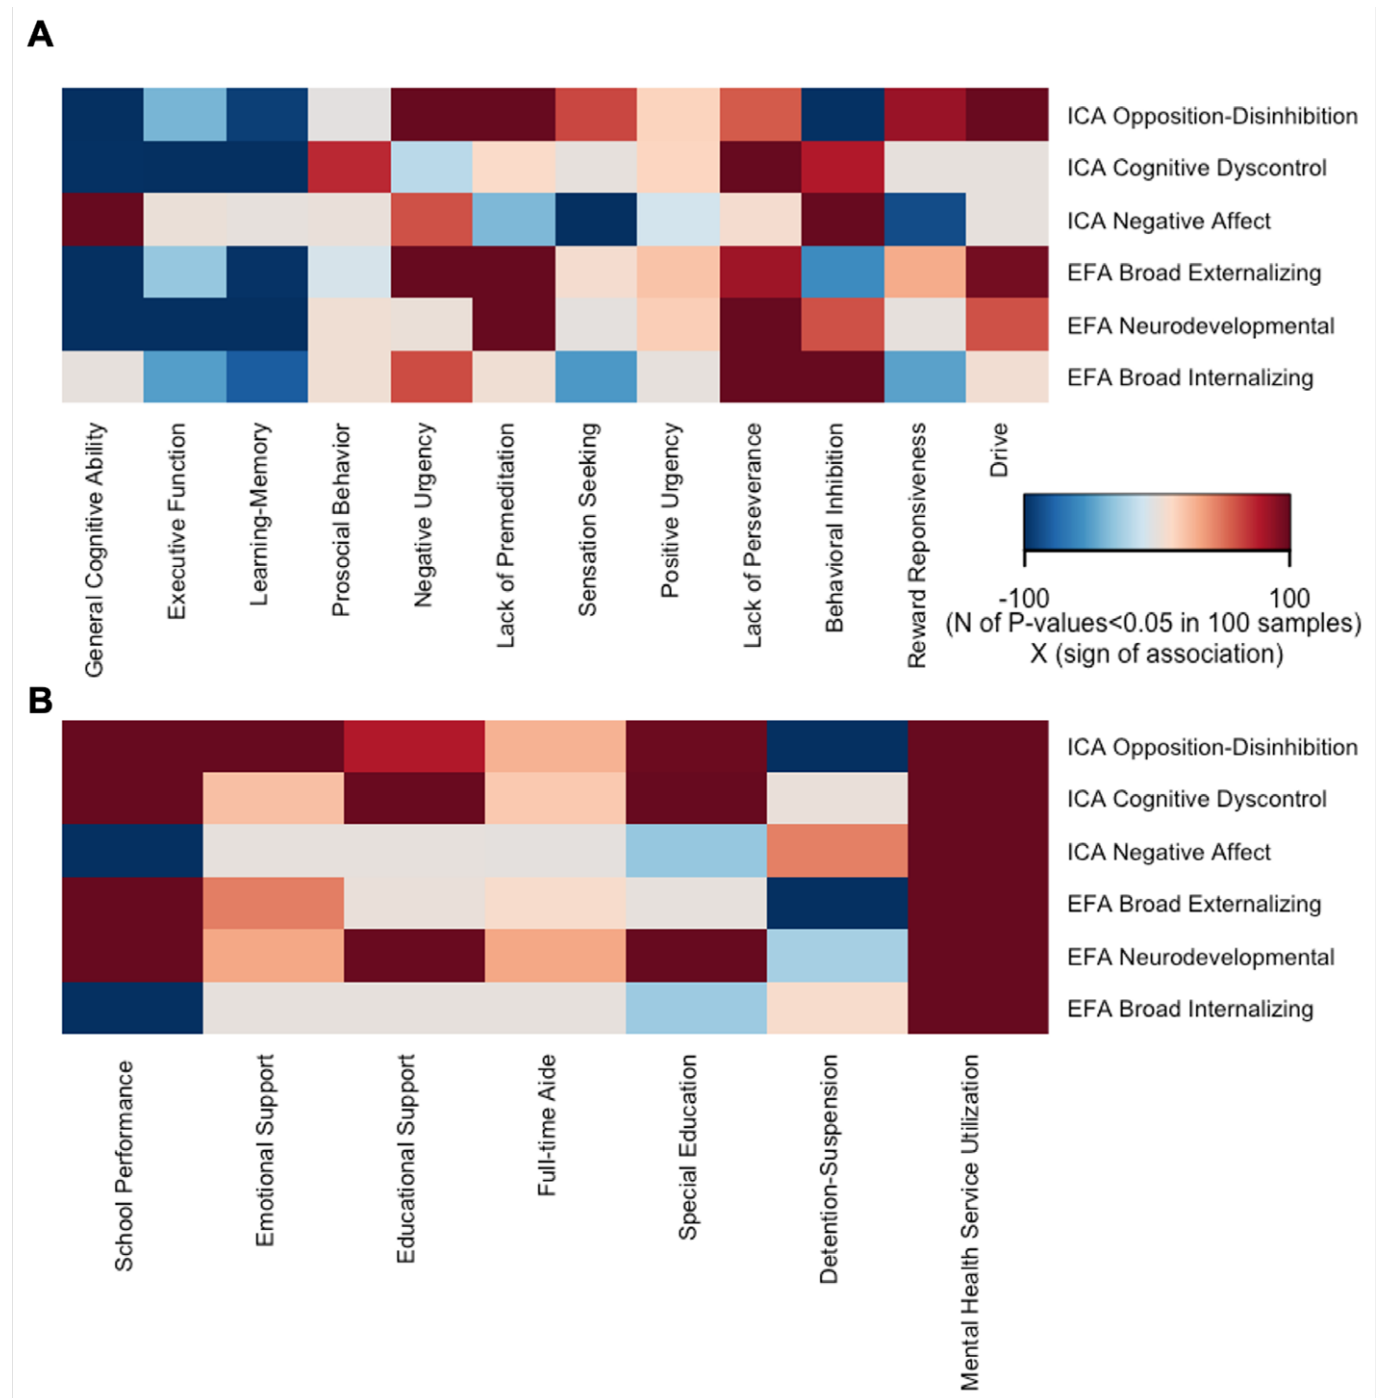 A
ICA Opposition-Disinhibition
ICA Cognitive Dyscontrol
ICA Negative Affect
EFA Broad Externalizing
EFA Neurodevelopmental
EFA Broad Internalizing
General Cognitive Ability
Executive Function
Learning-Memory
Prosocial Behavior
Negative Urgency
Lack of Premeditation
Sensation Seeking
Positive Urgency
Lack of Perseverance
Behavioral Inhibition
Reward Reponsiveness
Drive
-100 100
(N of P-values<0.05 in 100 samples)
X (sign of association)
B
ICA Opposition-Disinhibition
ICA Cognitive Dyscontrol
ICA Negative Affect
EFA Broad Externalizing
EFA Neurodevelopmental
EFA Broad Internalizing
School Performance
Emotional Support
Educational Support
Full-time Aide
Special Education
Detention-Suspension
Mental Health Service Utilization